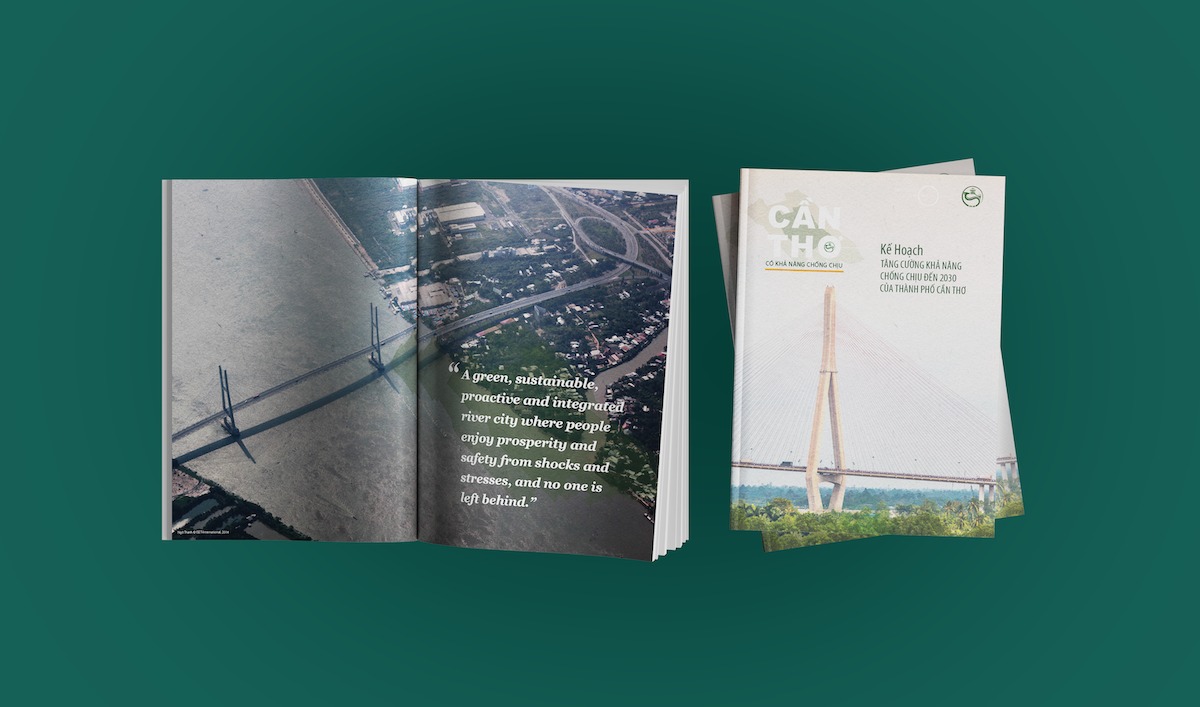 “A green, sustainable,
proactive and integrated
river city where people
enjoy prosperity and
safety from shocks and
stresses, and no one is
left behind.”
CẦN
THƠ
CÓ KHẢ NĂNG CHỐNG CHỊU
Kế Hoạch
TĂNG CƯỜNG KHẢ NĂNG
CHỐNG CHỊU ĐẾN 2030
CỦA THÀNH PHỐ CẦN THƠ